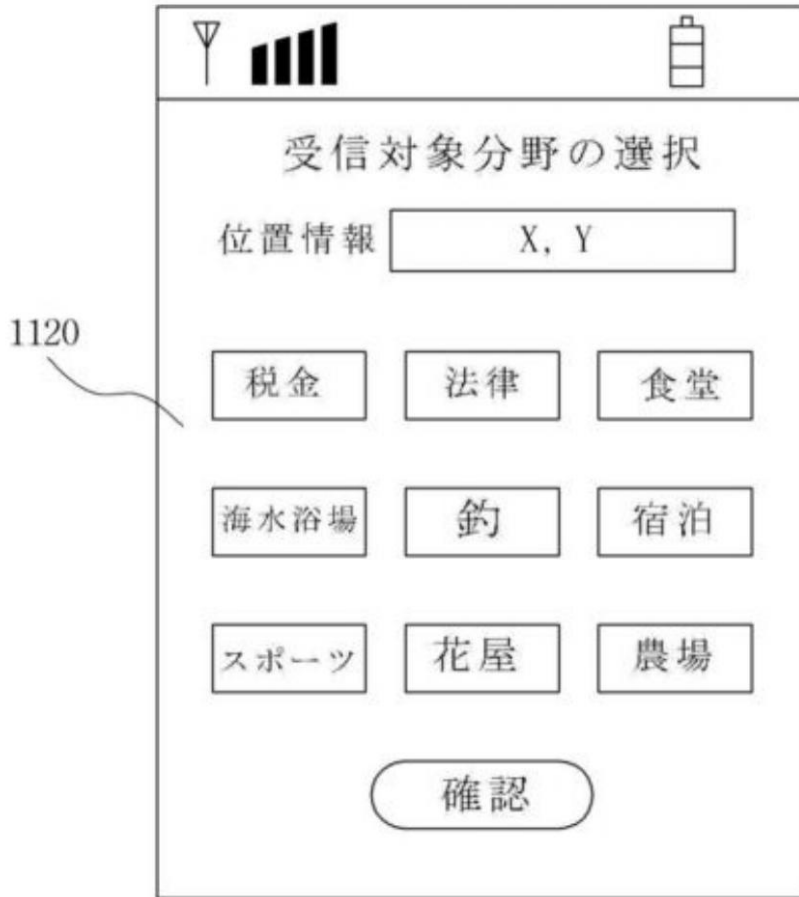 受信対象分野の選択
位置情報 X, Y
1120
税金 法律 食堂
海水浴場 釣 宿泊
スポーツ 花屋 農場
確認